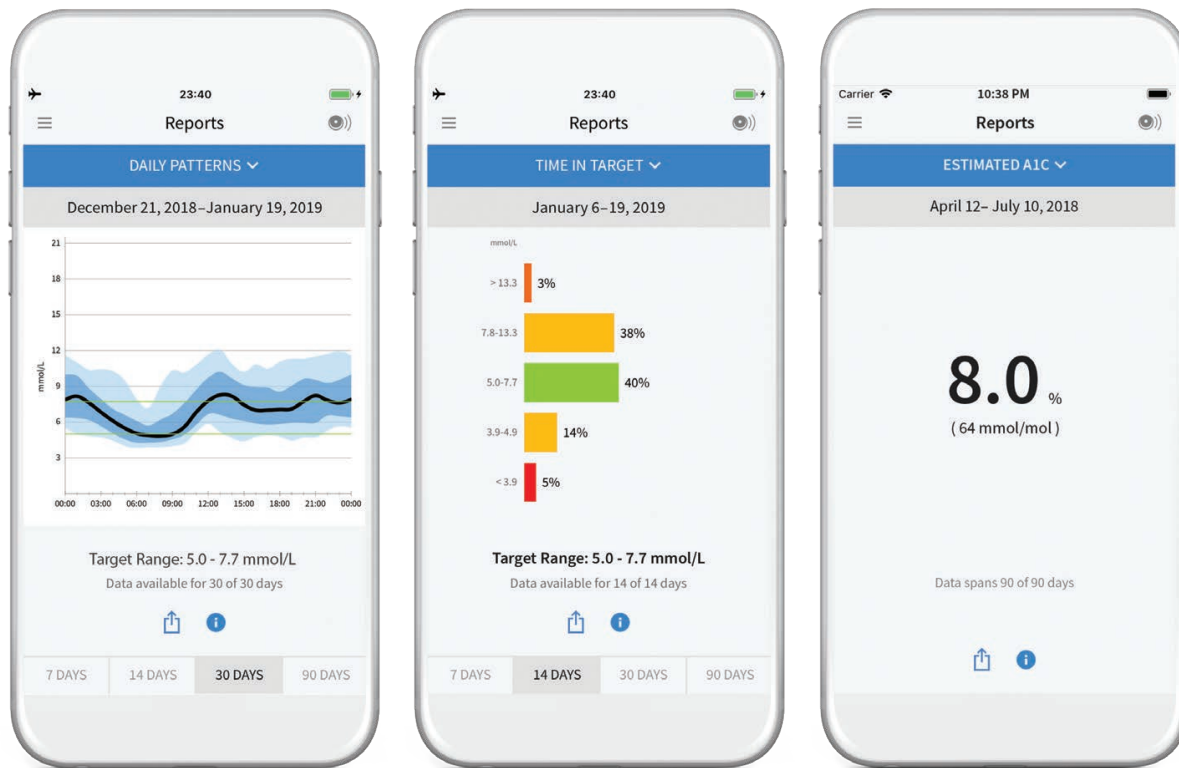 23:40
Reports
DAILY PATTERNS
December 21, 2018–January 19, 2019
mmol/L
21
18
15
12
9
6
3
00:00 03:00 06:00 09:00 12:00 15:00 18:00 21:00 00:00
Target Range: 5.0 - 7.7 mmol/L
Data available for 30 of 30 days
i
7 DAYS 14 DAYS 30 DAYS 90 DAYS
23:40
Reports
TIME IN TARGET
January 6–19, 2019
mmol/L
> 13.3 3%
7.8-13.3 38%
5.0-7.7 40%
3.9-4.9 14%
< 3.9 5%
Target Range: 5.0 - 7.7 mmol/L
Data available for 14 of 14 days
i
7 DAYS 14 DAYS 30 DAYS 90 DAYS
Carrier 10:38 PM
Reports
ESTIMATED A1C
April 12– July 10, 2018
8.0 %
( 64 mmol/mol )
Data spans 90 of 90 days
i